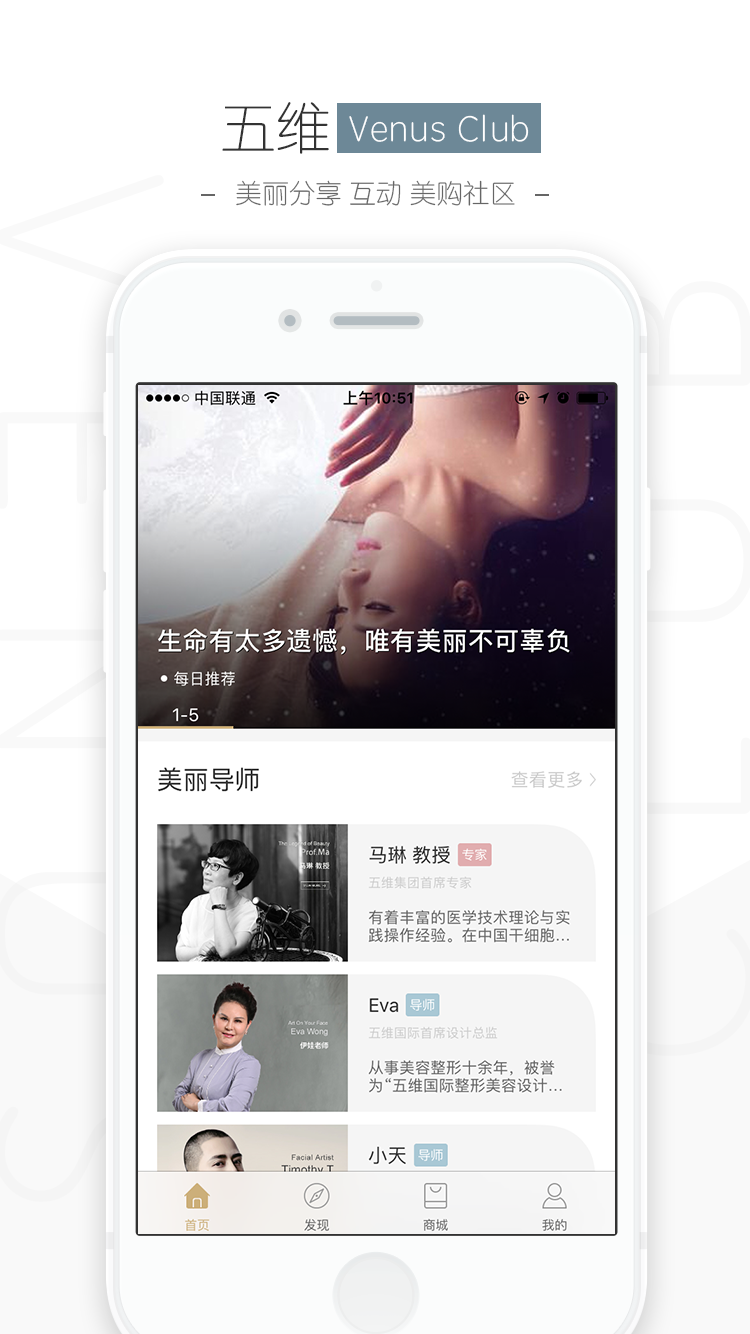 五维 Venus Club
– 美丽分享 互动 美购社区 –
中国联通 上午10:51
生命有太多遗憾，唯有美丽不可辜负
• 每日推荐
1-5
美丽导师 查看更多
The Legend of Beauty
Prof.Ma
马琳 教授
马琳 教授 专家
五维集团首席专家
有着丰富的医学技术理论与实
践操作经验。在中国干细胞...
Art On Your Face
Eva Wong
伊娃老师
Eva 导师
五维国际首席设计总监
从事美容整形十余年，被誉
为“五维国际整形美容设计...
Facial Artist
Timothy T
小天 导师
首页 发现 商城 我的